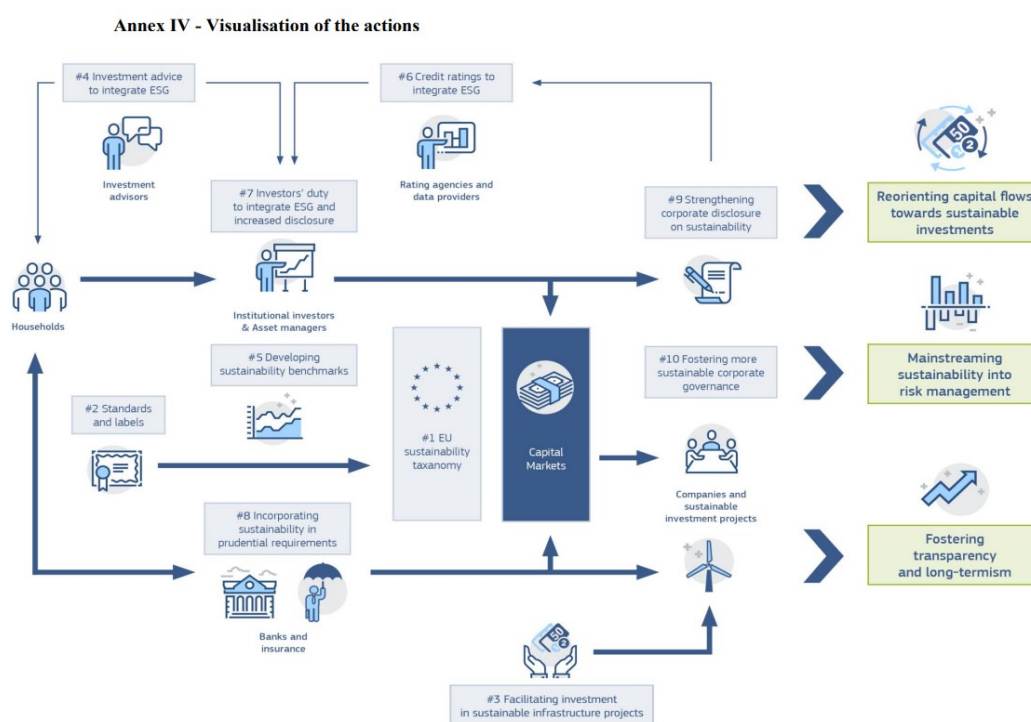 Annex IV - Visualisation of the actions
#4 Investment advice
to integrate ESG
#6 Credit ratings to
integrate ESG
Investment
advisors
Rating agencies and
data providers
#7 Investors' duty
to integrate ESG and
increased disclosure
#9 Strengthening
corporate disclosure
on sustainability
50
2
Reorienting capital flows
towards sustainable
investments
Households
Institutional investors
& Asset managers
#5 Developing
sustainability benchmarks
#10 Fostering more
sustainable corporate
governance
Mainstreaming
sustainability into
risk management
#2 Standards
and labels
#1 EU
sustainability
taxanomy
Capital
Markets
Companies and
sustainable
investment projects
#8 Incorporating
sustainability in
prudential requirements
Fostering
transparency
and long-termism
Banks and
insurance
50
2
#3 Facilitating investment
in sustainable infrastructure projects